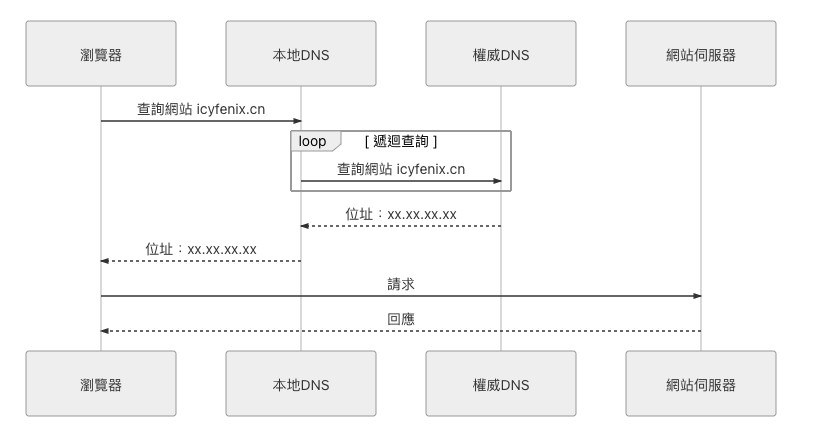 瀏覽器
本地DNS
權威DNS
網站伺服器
查詢網站 icyfenix.cn
loop
[ 遞迴查詢 ]
查詢網站 icyfenix.cn
位址：xx.xx.xx.xx
位址：xx.xx.xx.xx
請求
回應
瀏覽器
本地DNS
權威DNS
網站伺服器